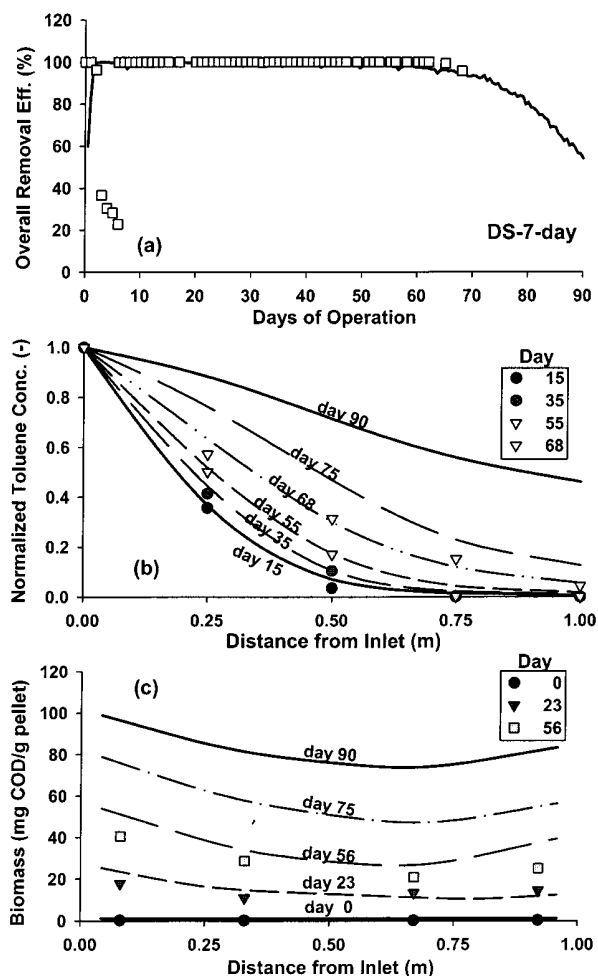 120
100
80
60
40
20
0
Overall Removal Eff. (%)
(a)
DS-7-day
0 10 20 30 40 50 60 70 80 90
Days of Operation
1.0
0.8
0.6
0.4
0.2
0.0
Normalized Toluene Conc. (-)
Day
15
35
55
68
day 90
day 75
day 68
day 55
day 35
day 15
(b)
0.00 0.25 0.50 0.75 1.00
Distance from Inlet (m)
120
100
80
60
40
20
0
Biomass (mg COD/g pellet)
(c)
Day
0
23
56
day 90
day 75
day 56
day 23
day 0
0.00 0.25 0.50 0.75 1.00
Distance from Inlet (m)